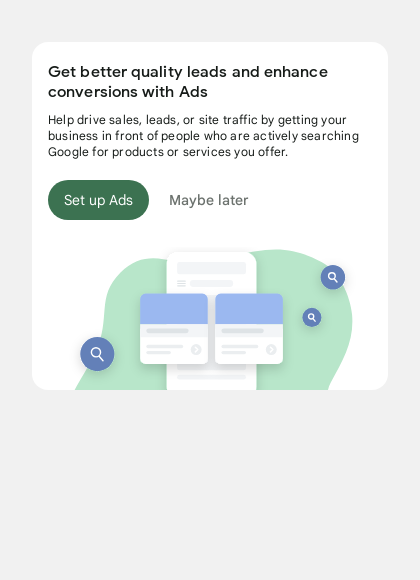 Get better quality leads and enhance
conversions with Ads
Help drive sales, leads, or site traffic by getting your
business in front of people who are actively searching
Google for products or services you offer.
Set up Ads
Maybe later